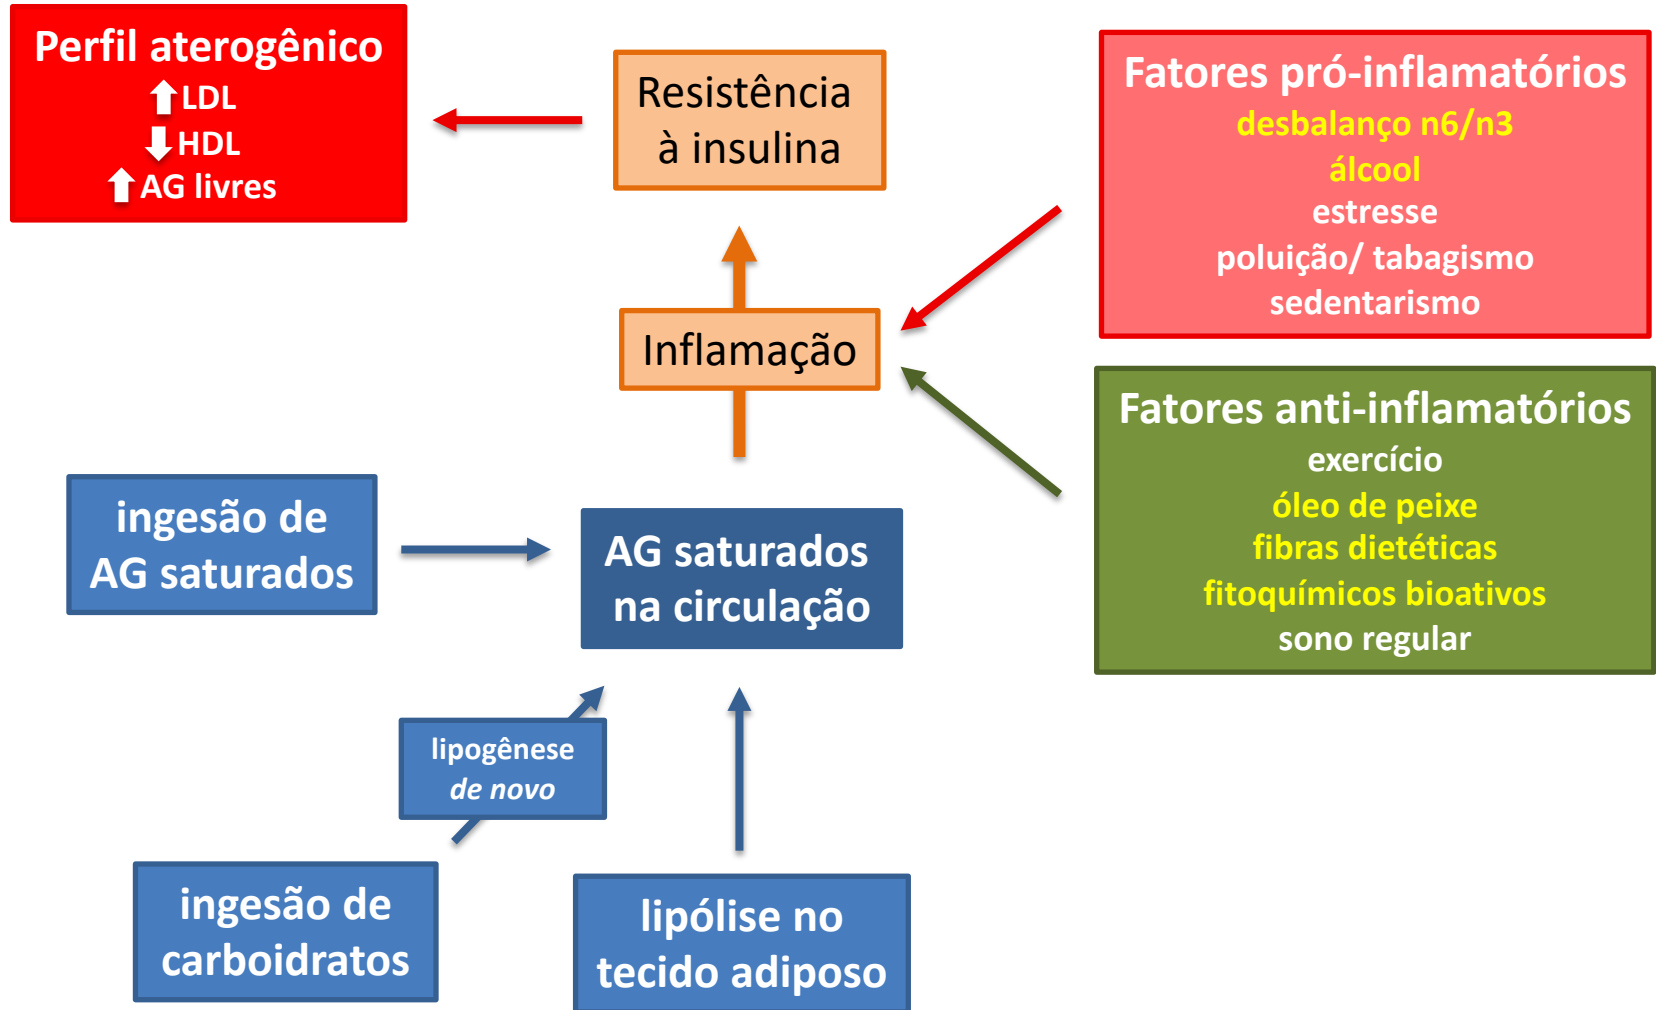 Perfil aterogênico
LDL
HDL
AG livres
Resistência
à insulina
Fatores pró-inflamatórios
desbalanço n6/n3
álcool
estresse
poluição/ tabagismo
sedentarismo
Inflamação
Fatores anti-inflamatórios
exercício
óleo de peixe
fibras dietéticas
fitoquímicos bioativos
sono regular
ingesão de
AG saturados
AG saturados
na circulação
lipogênese
de novo
ingesão de
carboidratos
lipólise no
tecido adiposo